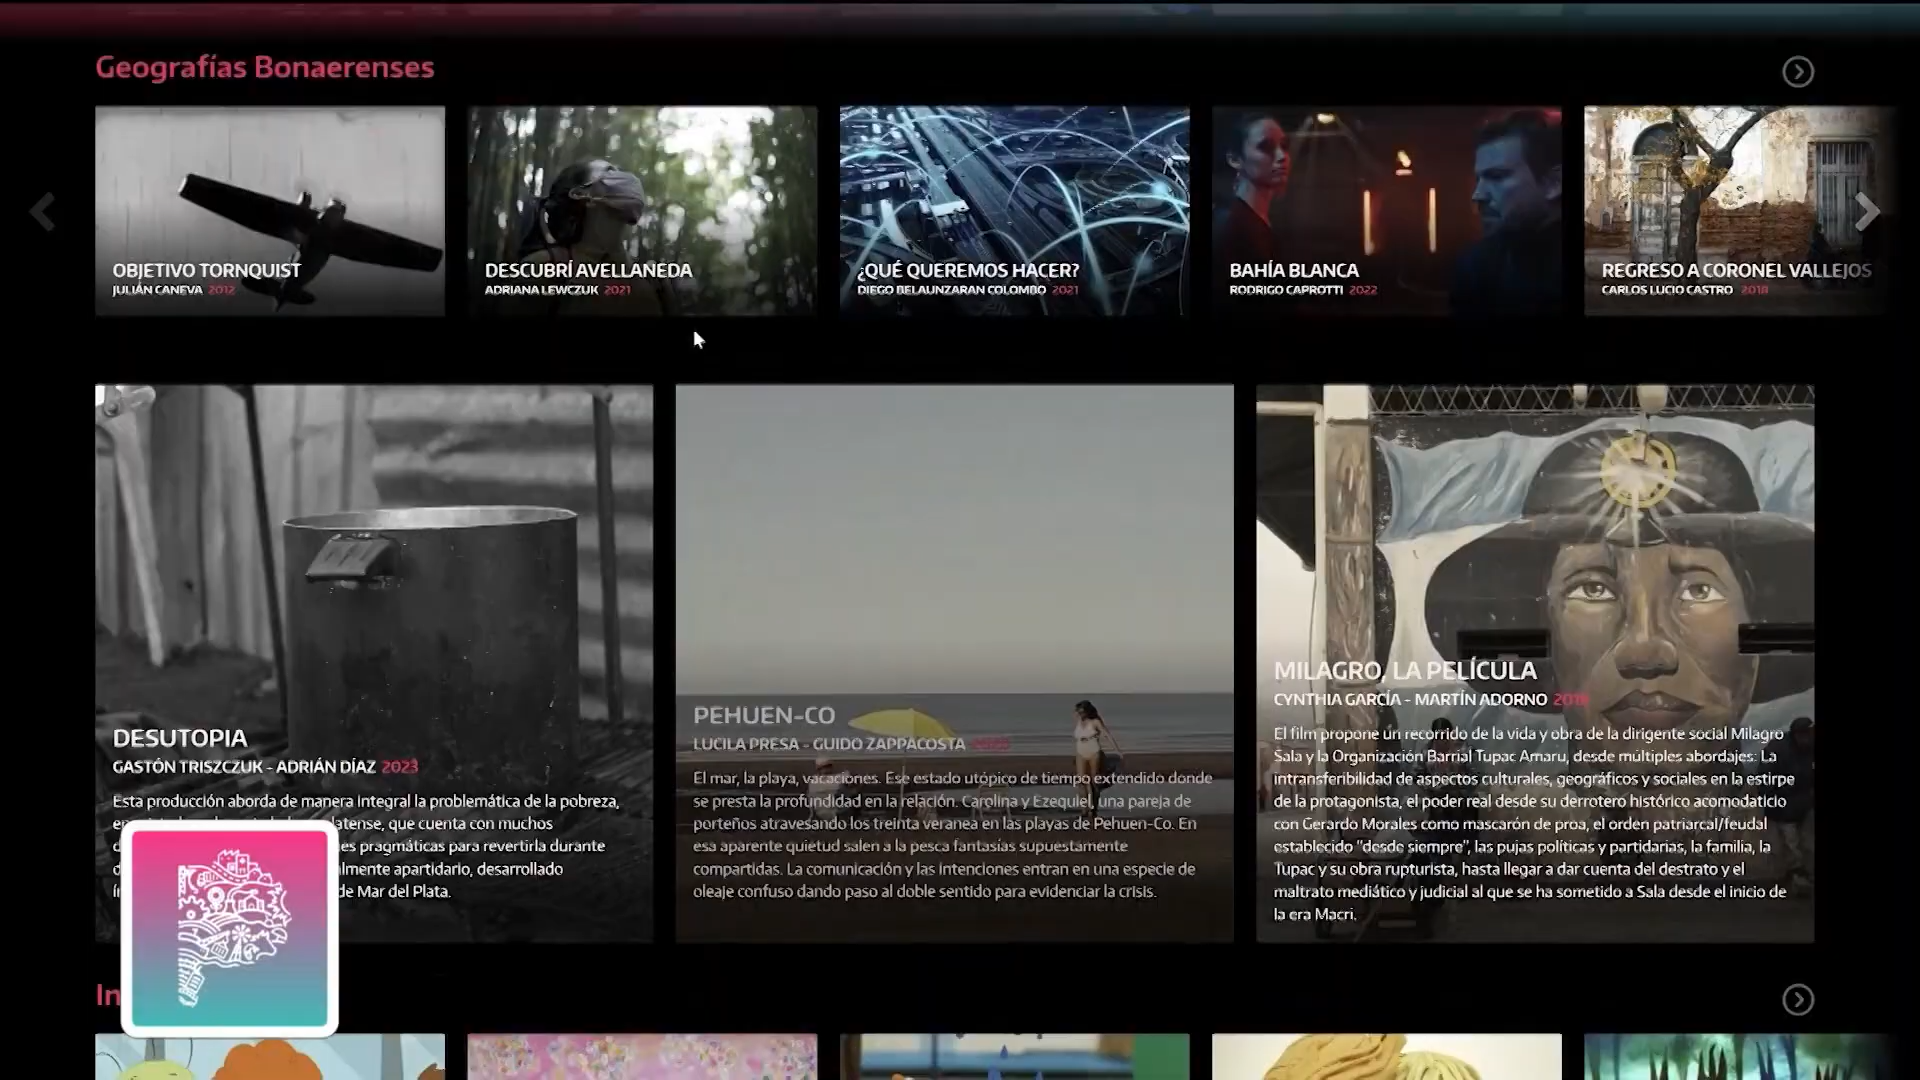 Geografías Bonaerenses
OBJETIVO TORNQUIST
JULIÁN CANEVA 2012
DESCUBRÍ AVELLANEDA
ADRIANA LEWCZUK 2021
¿QUÉ QUEREMOS HACER?
DIEGO BELAUNZARAN COLOMBO 2021
BAHÍA BLANCA
RODRIGO CAPROTTI 2022
REGRESO A CORONEL VALLEJOS
CARLOS LUCIO CASTRO 2018
DESUTOPIA
GASTÓN TRISZCZUK - ADRIÁN DÍAZ 2023
Esta producción aborda de manera integral la problemática de la pobreza,
que cuenta con muchos
pragmáticas para revertirla durante
apartidario, desarrollado
de Mar del Plata.
PEHUEN-CO
LUCILA PRESA - GUIDO ZAPPACOSTA
El mar, la playa, vacaciones. Ese estado utópico de tiempo extendido donde
se presta la profundidad en la relación. Carolina y Ezequiel, una pareja de
porteños atravesando los treinta veranea en las playas de Pehuen-Co. En
esa aparente quietud salen a la pesca fantasías supuestamente
compartidas. La comunicación y las intenciones entran en una especie de
oleaje confuso dando paso al doble sentido para evidenciar la crisis.
MILAGRO, LA PELÍCULA
CYNTHIA GARCÍA - MARTÍN ADORNO
El film propone un recorrido de la vida y obra de la dirigente social Milagro
Sala y la Organización Barrial Tupac Amaru, desde múltiples abordajes: La
intransferibilidad de aspectos culturales, geográficos y sociales en la estirpe
de la protagonista, el poder real desde su derrotero histórico acomodaticio
con Gerardo Morales como mascarón de proa, el orden patriarcal/feudal
establecido "desde siempre", las pujas políticas y partidarias, la familia, la
Tupac y su obra rupturista, hasta llegar a dar cuenta del destrato y el
maltrato mediático y judicial al que se ha sometido a Sala desde el inicio de
la era Macri.